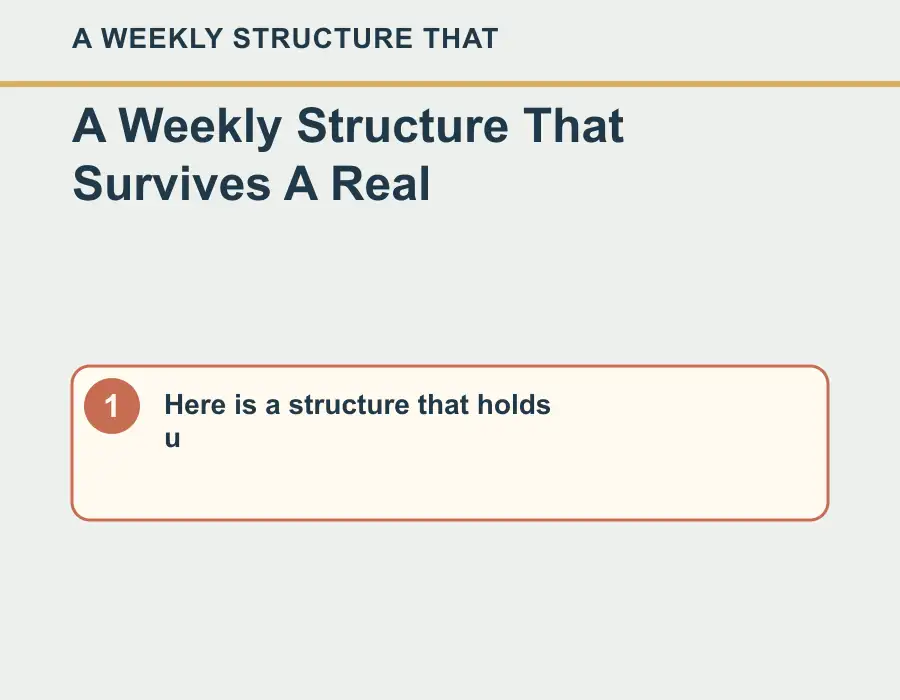 A WEEKLY STRUCTURE THAT
A Weekly Structure That
Survives A Real
1
Here is a structure that holds
u